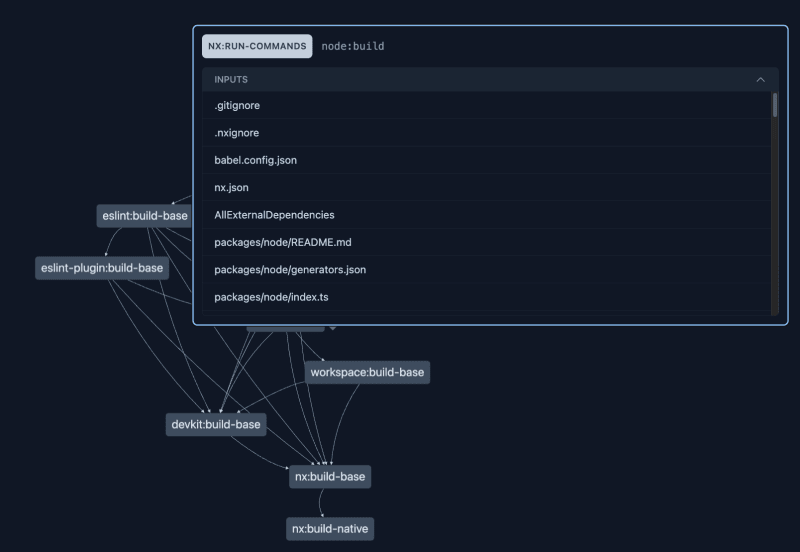 NX:RUN-COMMANDS node:build
INPUTS
.gitignore
.nxignore
babel.config.json
nx.json
AllExternalDependencies
packages/node/README.md
packages/node/generators.json
packages/node/index.ts
eslint:build-base
eslint-plugin:build-base
workspace:build-base
devkit:build-base
nx:build-base
nx:build-native